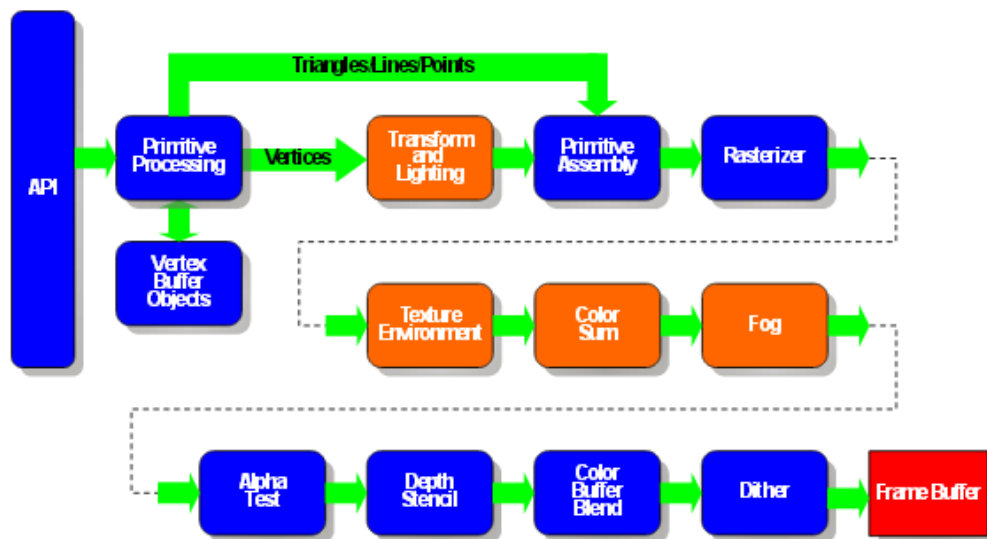 Triangles/Lines/Points
API
Primitive
Processing
Vertices
Transform
and
Lighting
Primitive
Assembly
Rasterizer
Vertex
Buffer
Objects
Texture
Environment
Color
Sum
Fog
Alpha
Test
Depth
Stencil
Color
Buffer
Blend
Dither
Frame Buffer